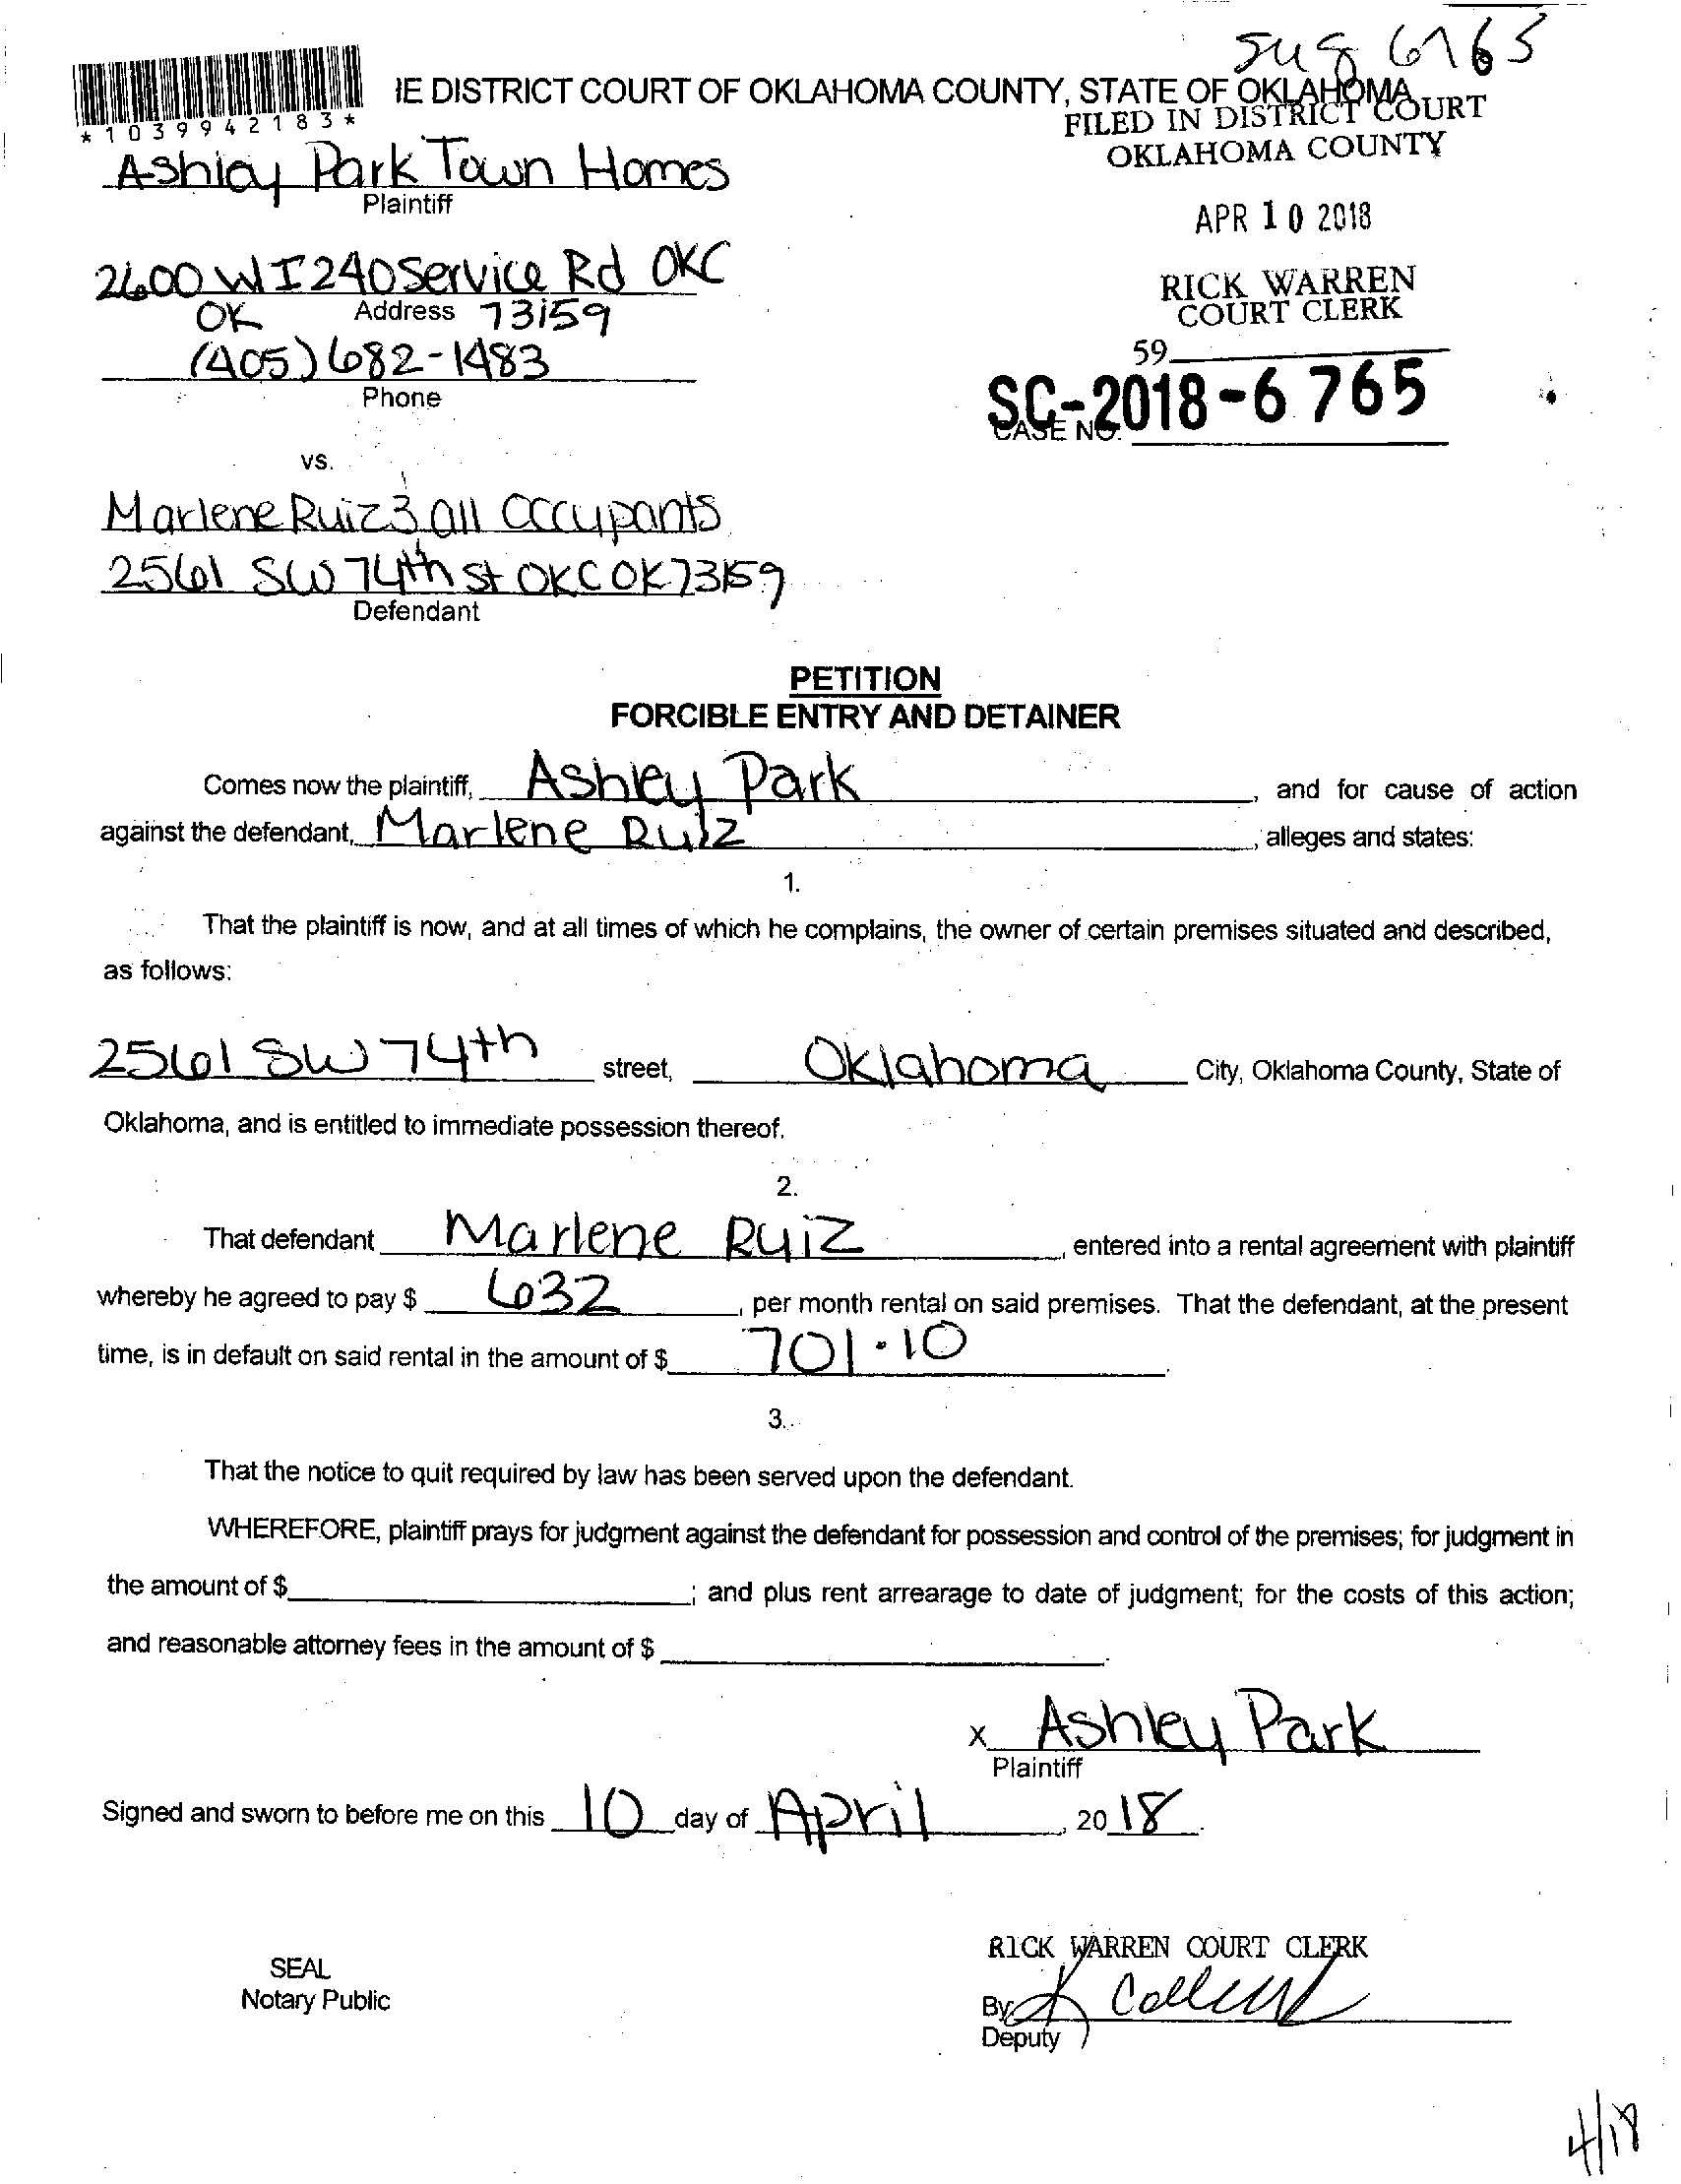 6765
IE DISTRICT COURT OF OKLAHOMA COUNTY, STATE OF OKLAHOMA
*1039942183*
FILED IN DISTRICT COURT
OKLAHOMA COUNTY
Ashley Park Town Homes
Plaintiff
APR 10 2018
2600 W I 240 Service Rd OKC
OK Address 73159
RICK WARREN
COURT CLERK
(405) 682-1483
Phone
59
SC-2018-6765
CASE NO.
vs.
Marlene Ruiz & all occupants
2561 SW 74th st OKC OK 73159
Defendant
PETITION
FORCIBLE ENTRY AND DETAINER
Comes now the plaintiff, Ashley Park, and for cause of action
against the defendant, Marlene Ruiz, alleges and states:
1.
That the plaintiff is now, and at all times of which he complains, the owner of certain premises situated and described,
as follows:
2561 SW 74th street, Oklahoma City, Oklahoma County, State of
Oklahoma, and is entitled to immediate possession thereof.
2.
That defendant Marlene Ruiz, entered into a rental agreement with plaintiff
whereby he agreed to pay $ 632, per month rental on said premises. That the defendant, at the present
time, is in default on said rental in the amount of $ 701.10.
3.
That the notice to quit required by law has been served upon the defendant.
WHEREFORE, plaintiff prays for judgment against the defendant for possession and control of the premises; for judgment in
the amount of $ ; and plus rent arrearage to date of judgment; for the costs of this action;
and reasonable attorney fees in the amount of $ .
x Ashley Park
Plaintiff
Signed and sworn to before me on this 10 day of April, 2018.
RICK WARREN COURT CLERK
SEAL
Notary Public
By
Deputy
4/18